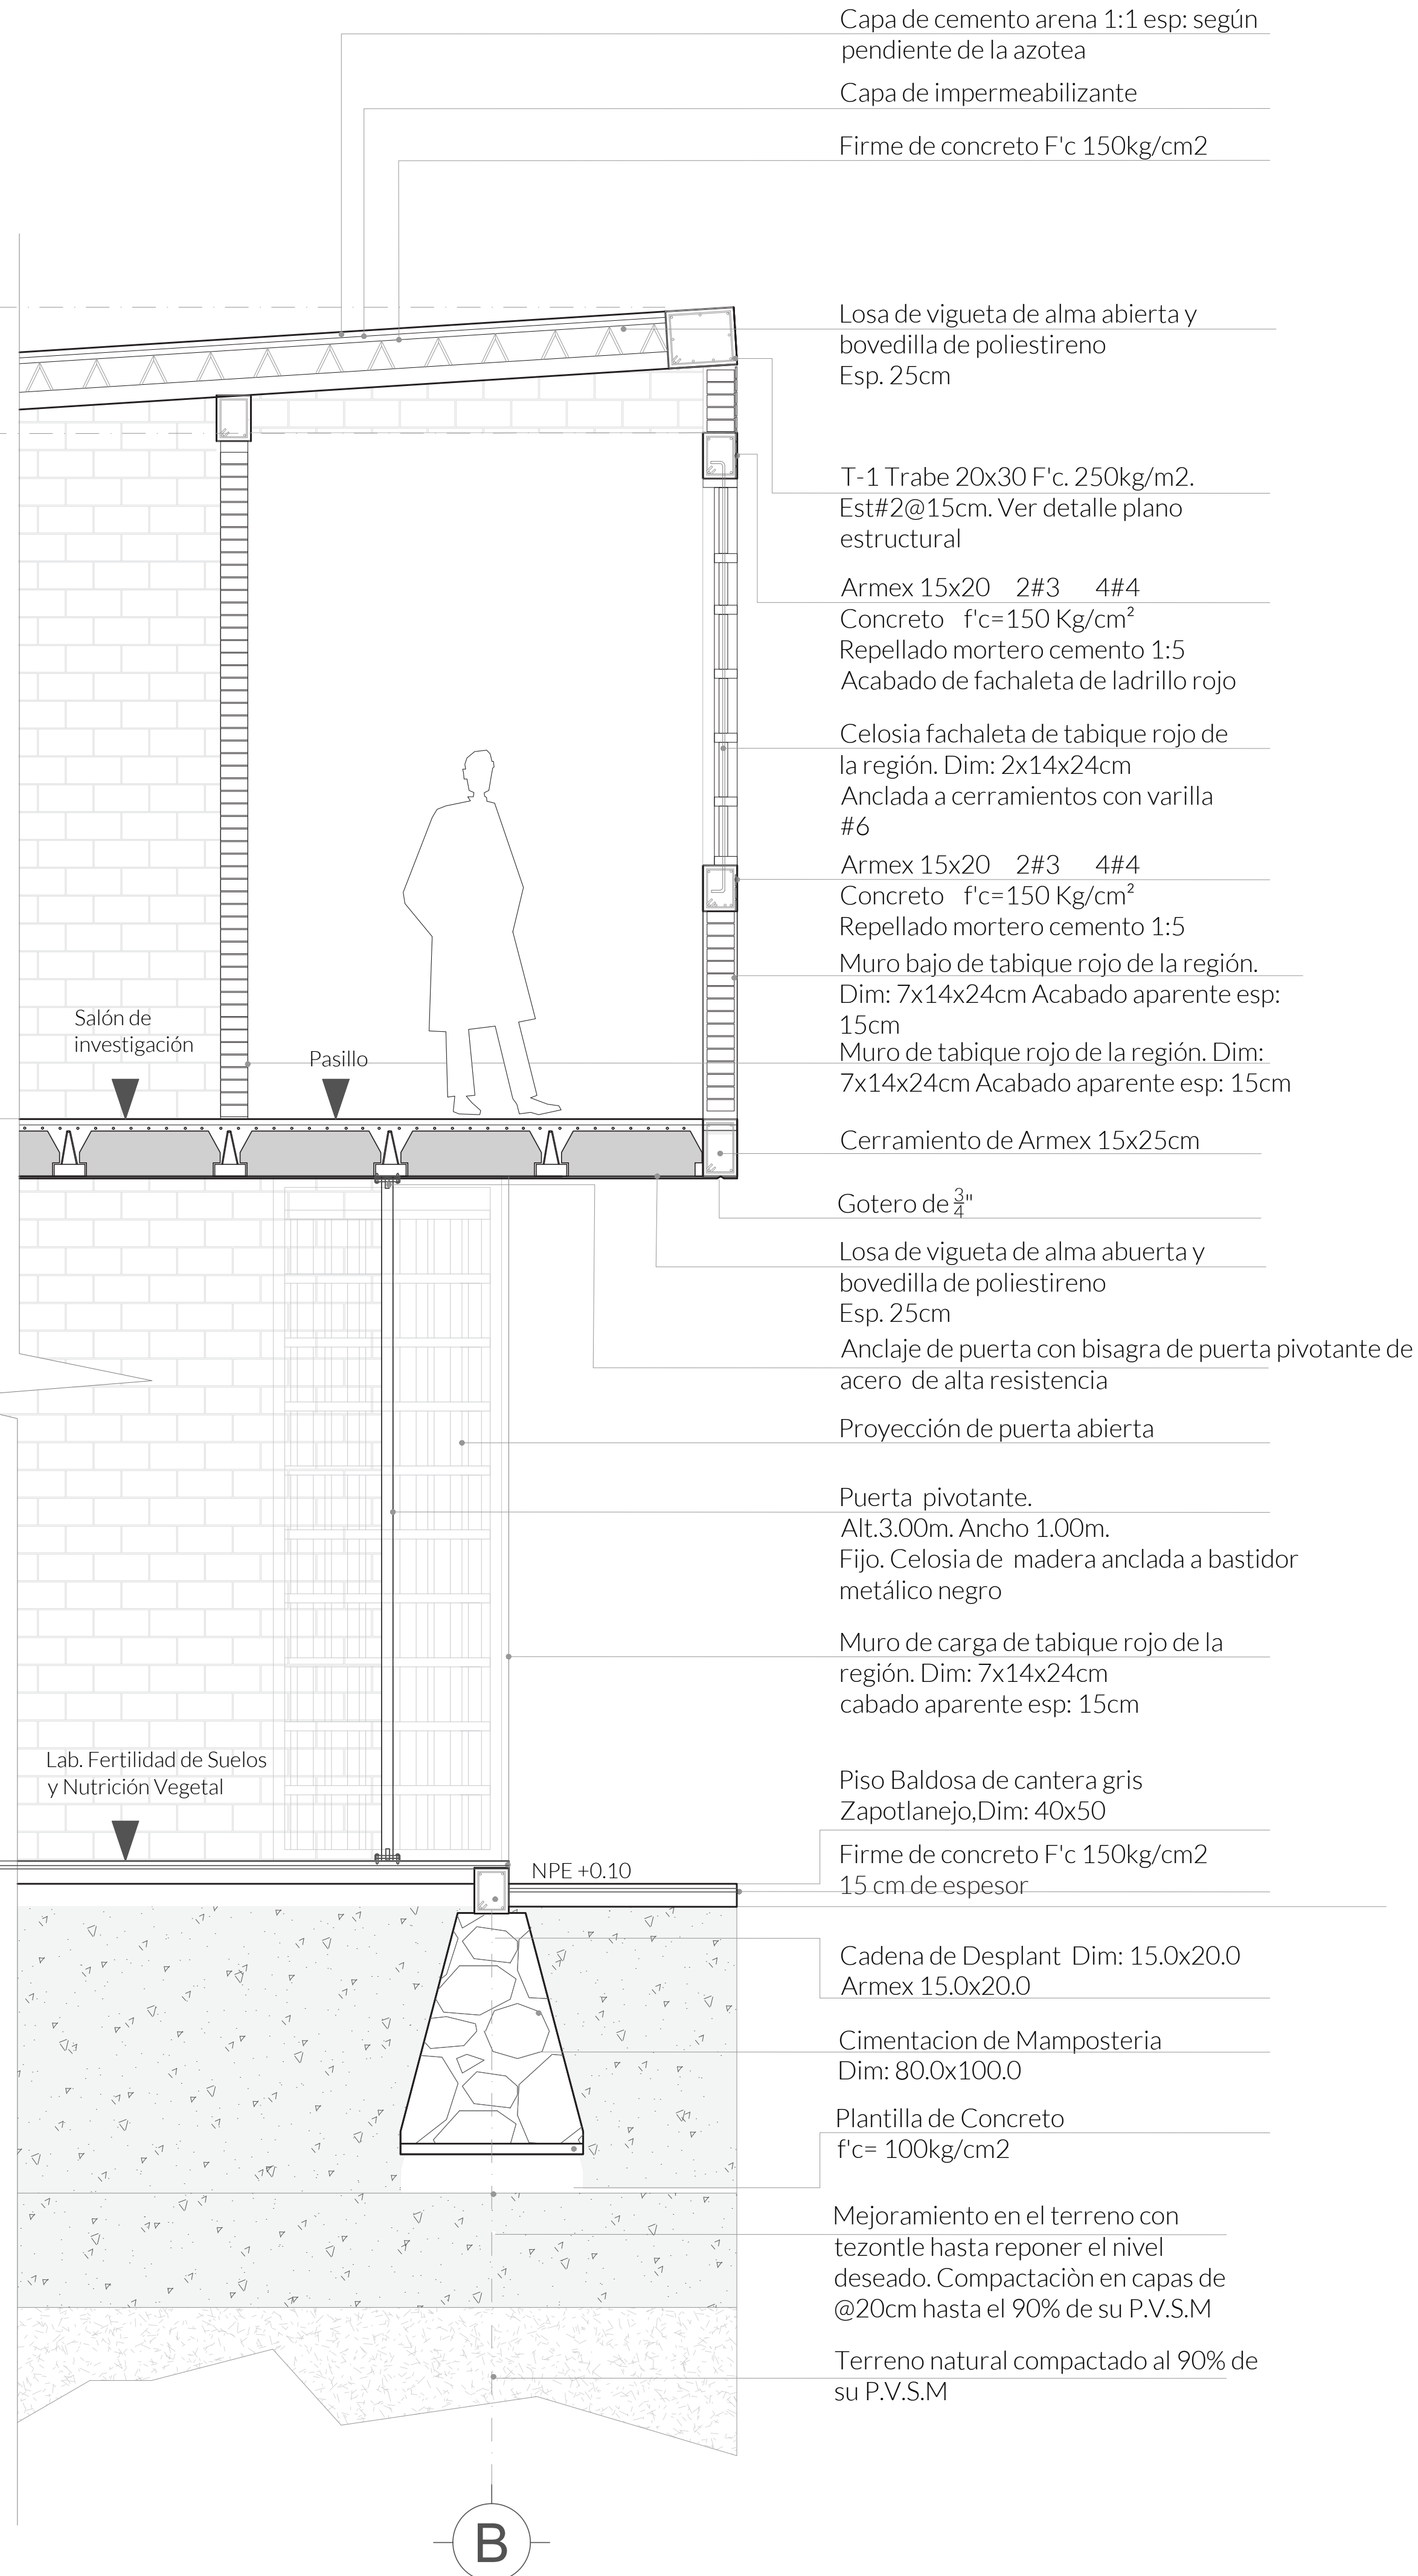 Capa de cemento arena 1:1 esp: según
pendiente de la azotea
Capa de impermeabilizante
Firme de concreto F'c 150kg/cm2
Losa de vigueta de alma abierta y
bovedilla de poliestireno
Esp. 25cm
T-1 Trabe 20x30 F'c. 250kg/m2.
Est#2@15cm. Ver detalle plano
estructural
Armex 15x20 2#3 4#4
Concreto f'c=150 Kg/cm²
Repellado mortero cemento 1:5
Acabado de fachaleta de ladrillo rojo
Celosia fachaleta de tabique rojo de
la región. Dim: 2x14x24cm
Anclada a cerramientos con varilla
#6
Armex 15x20 2#3 4#4
Concreto f'c=150 Kg/cm²
Repellado mortero cemento 1:5
Muro bajo de tabique rojo de la región.
Dim: 7x14x24cm Acabado aparente esp:
15cm
Muro de tabique rojo de la región. Dim:
7x14x24cm Acabado aparente esp: 15cm
Salón de
investigación
Pasillo
Cerramiento de Armex 15x25cm
Gotero de 3/4"
Losa de vigueta de alma abuerta y
bovedilla de poliestireno
Esp. 25cm
Anclaje de puerta con bisagra de puerta pivotante de
acero de alta resistencia
Proyección de puerta abierta
Puerta pivotante.
Alt.3.00m. Ancho 1.00m.
Fijo. Celosia de madera anclada a bastidor
metálico negro
Muro de carga de tabique rojo de la
región. Dim: 7x14x24cm
cabado aparente esp: 15cm
Lab. Fertilidad de Suelos
y Nutrición Vegetal
Piso Baldosa de cantera gris
Zapotlanejo,Dim: 40x50
NPE +0.10
Firme de concreto F'c 150kg/cm2
15 cm de espesor
Cadena de Desplant Dim: 15.0x20.0
Armex 15.0x20.0
Cimentacion de Mamposteria
Dim: 80.0x100.0
Plantilla de Concreto
f'c= 100kg/cm2
Mejoramiento en el terreno con
tezontle hasta reponer el nivel
deseado. Compactaciòn en capas de
@20cm hasta el 90% de su P.V.S.M
Terreno natural compactado al 90% de
su P.V.S.M
B